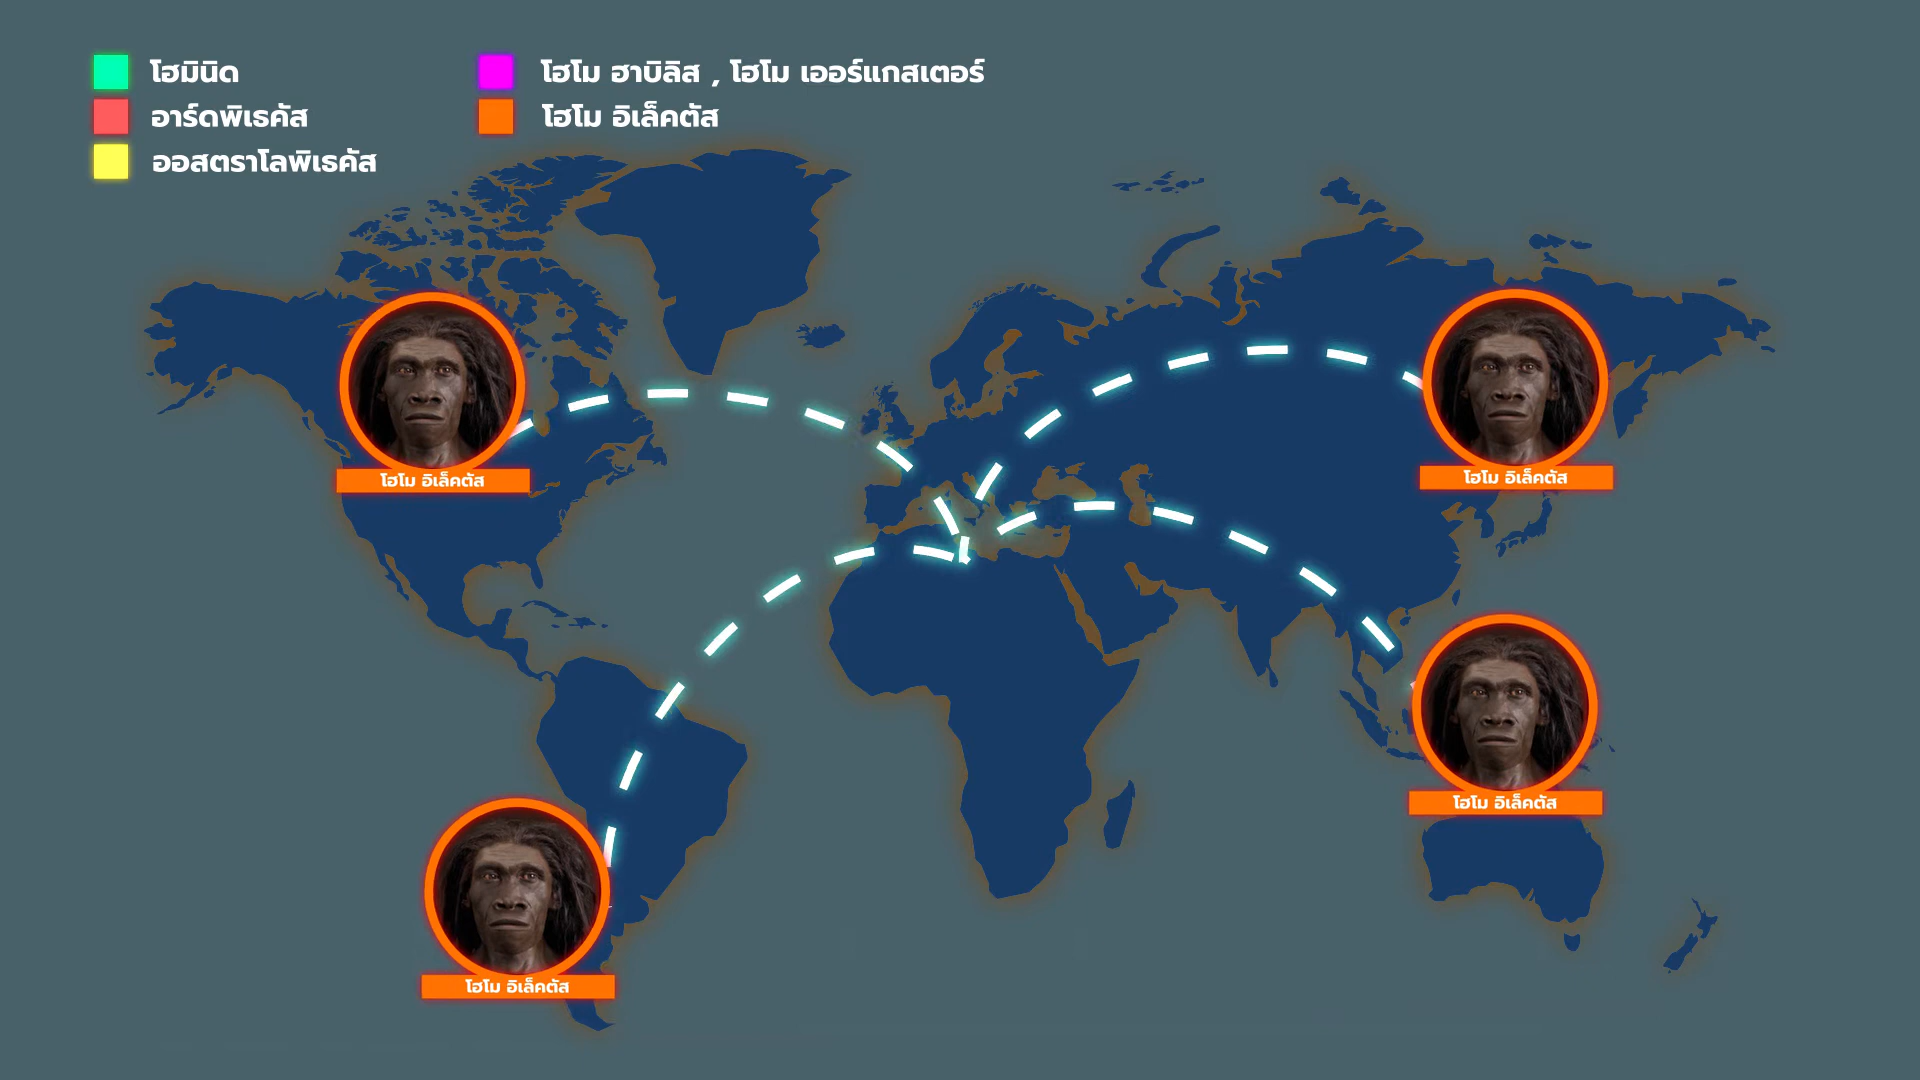 โฮมินิด
อาร์ดพิเธคัส
ออสตราโลพิเธคัส
โฮโม ฮาบิลิส , โฮโม เออร์แกสเตอร์
โฮโม อิเล็คตัส
โฮโม อิเล็คตัส
โฮโม อิเล็คตัส
โฮโม อิเล็คตัส
โฮโม อิเล็คตัส